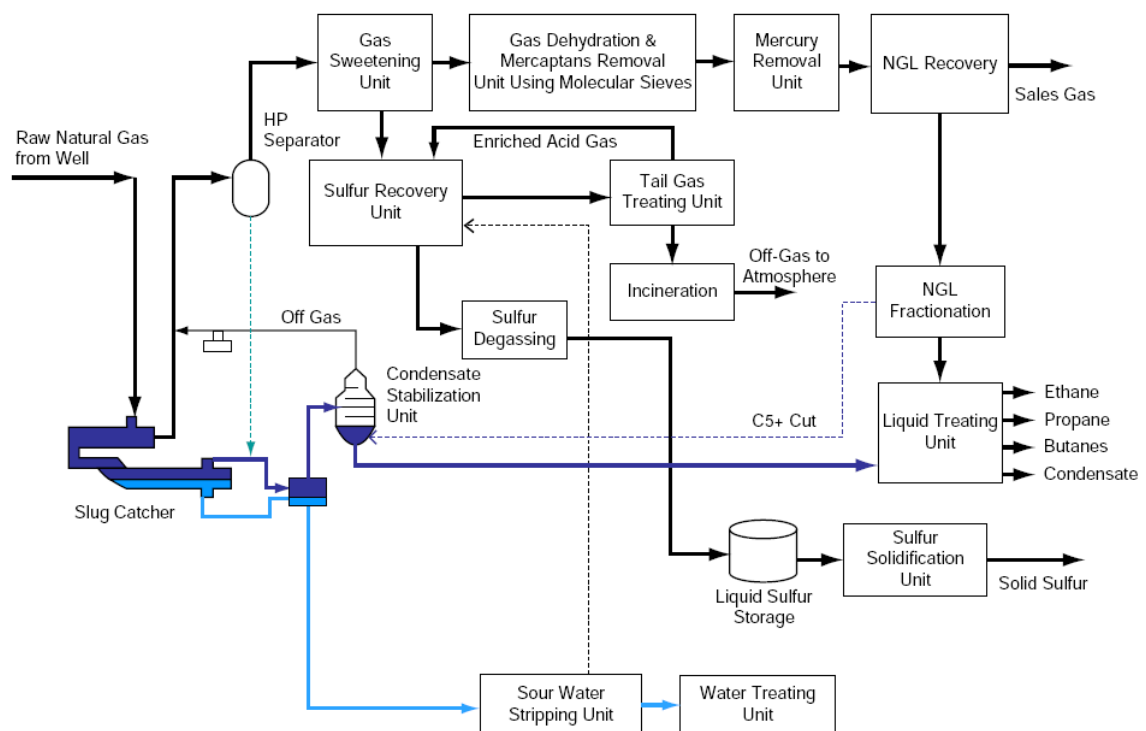 Gas
Sweetening
Unit
Gas Dehydration &
Mercaptans Removal
Unit Using Molecular Sieves
Mercury
Removal
Unit
NGL Recovery
Sales Gas
HP
Separator
Raw Natural Gas
from Well
Enriched Acid Gas
Sulfur Recovery
Unit
Tail Gas
Treating Unit
Off-Gas to
Atmosphere
Incineration
NGL
Fractionation
Off Gas
Sulfur
Degassing
Condensate
Stabilization
Unit
C5+ Cut
Liquid Treating
Unit
Ethane
Propane
Butanes
Condensate
Slug Catcher
Liquid Sulfur
Storage
Sulfur
Solidification
Unit
Solid Sulfur
Sour Water
Stripping Unit
Water Treating
Unit